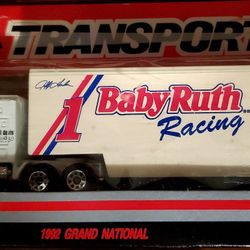 TRANSPORT
1 Baby Ruth
Racing
1992 GRAND NATIONAL